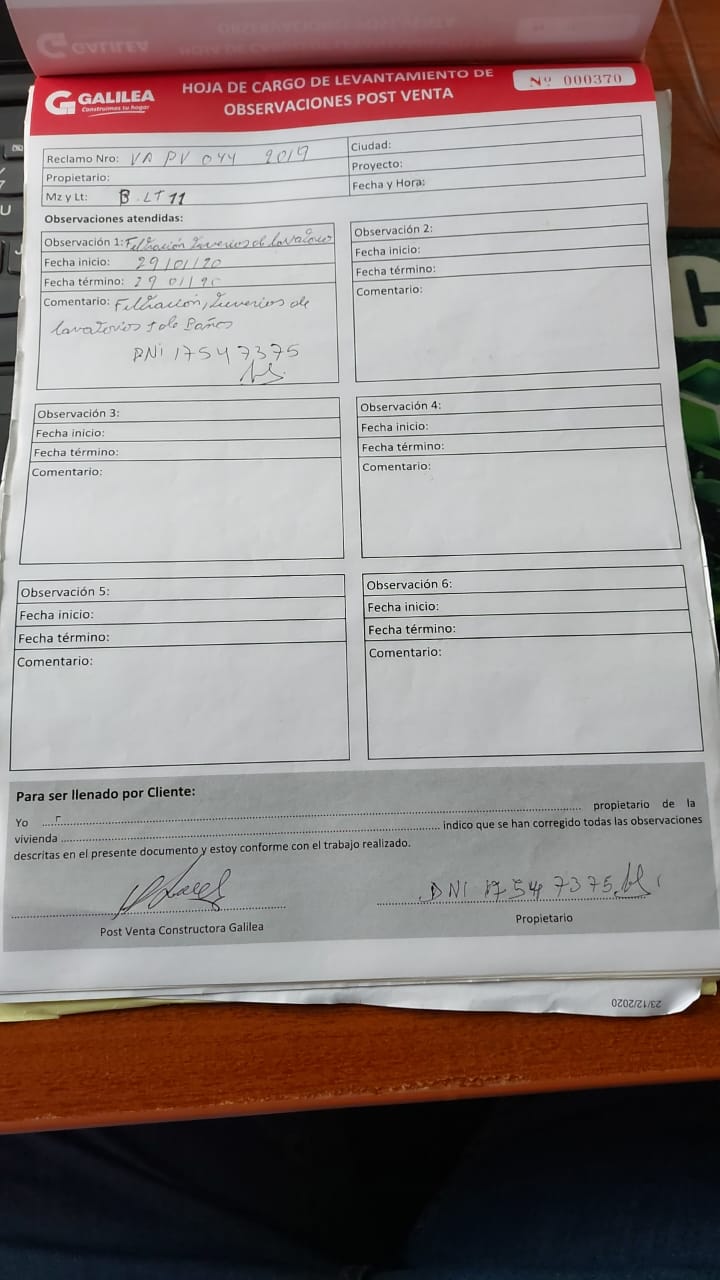 GALILEA
Construimos tu hogar
HOJA DE CARGO DE LEVANTAMIENTO DE
OBSERVACIONES POST VENTA
Nº 000370
Reclamo Nro: VA PV 044 2019
Propietario:
Mz y Lt: B LT 11
Ciudad:
Proyecto:
Fecha y Hora:
Observaciones atendidas:
Observación 1: Filtración de lavatorios
Fecha inicio: 29/01/20
Fecha término: 29 01/20
Comentario: Filtración, de
lavatorios de Baños
DNI 17547375
Observación 2:
Fecha inicio:
Fecha término:
Comentario:
Observación 3:
Fecha inicio:
Fecha término:
Comentario:
Observación 4:
Fecha inicio:
Fecha término:
Comentario:
Observación 5:
Fecha inicio:
Fecha término:
Comentario:
Observación 6:
Fecha inicio:
Fecha término:
Comentario:
Para ser llenado por Cliente:
Yo ........ propietario de la
vivienda ........ indico que se han corregido todas las observaciones
descritas en el presente documento y estoy conforme con el trabajo realizado.
DNI 17547375
Post Venta Constructora Galilea
Propietario
23/12/2020